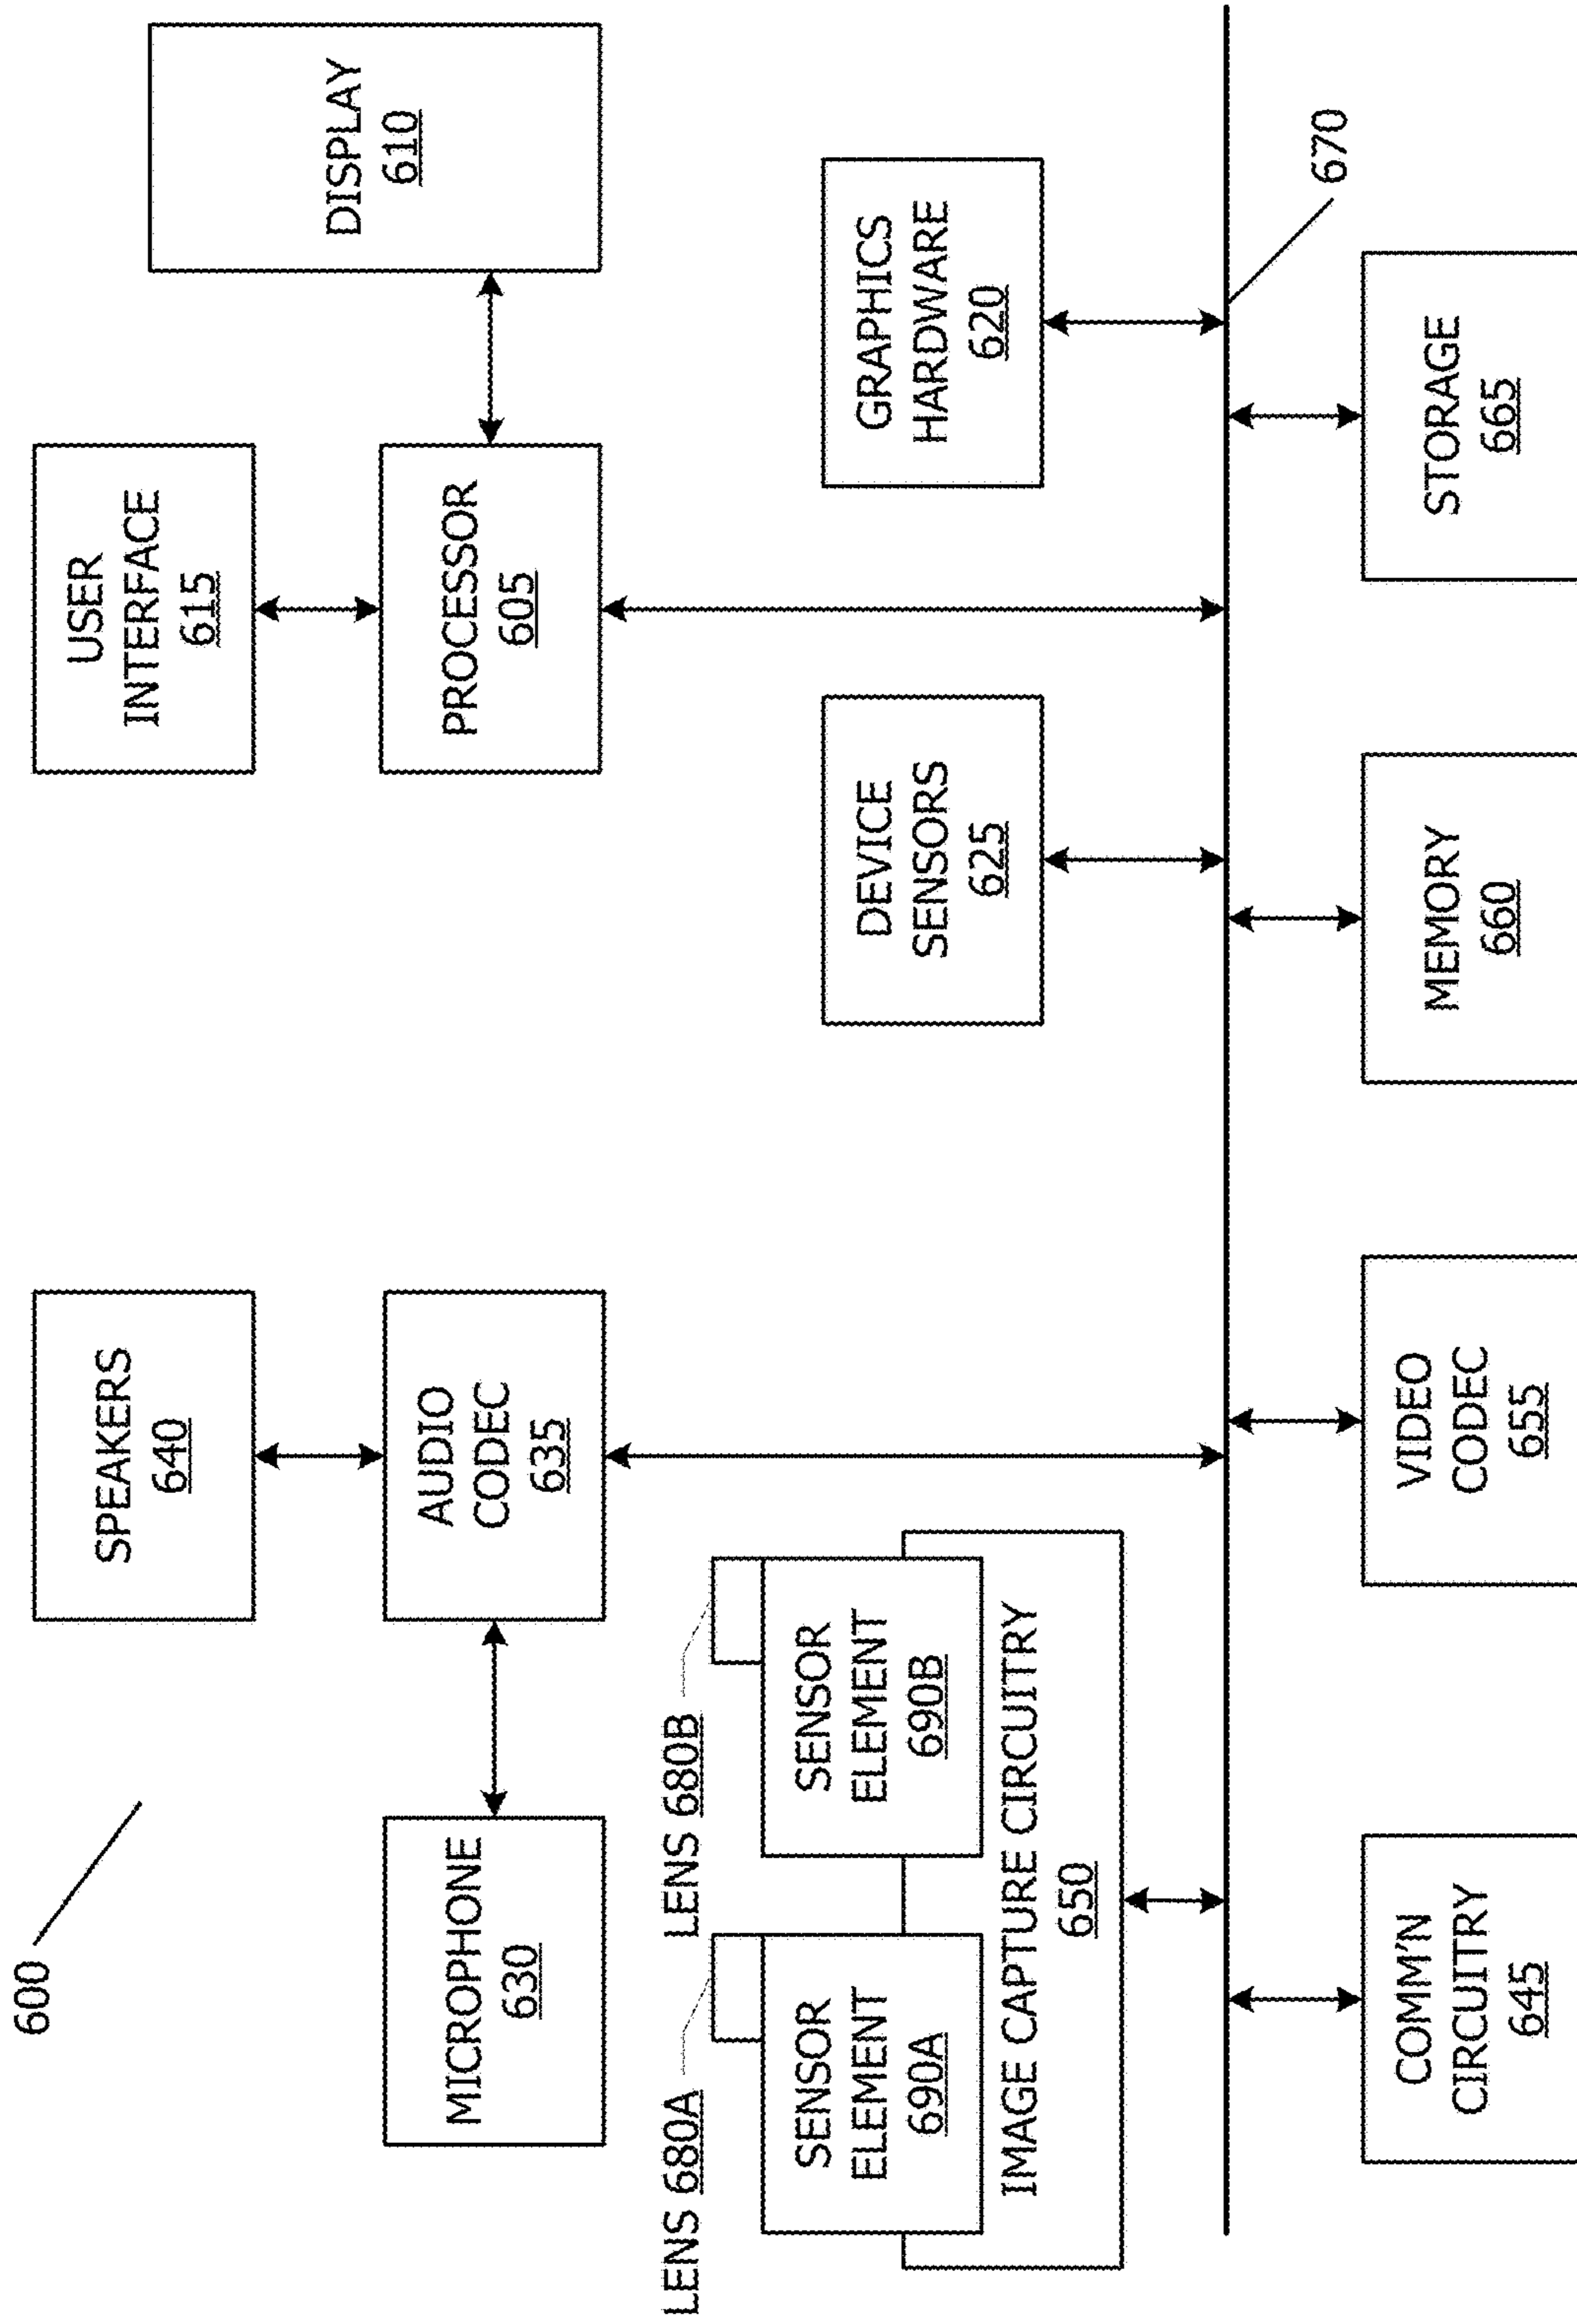 600
SPEAKERS
640
USER
INTERFACE
615
DISPLAY
610
MICROPHONE
630
AUDIO
CODEC
635
PROCESSOR
605
LENS 680A
LENS 680B
SENSOR
ELEMENT
690A
SENSOR
ELEMENT
690B
IMAGE CAPTURE CIRCUITRY
650
DEVICE
SENSORS
625
GRAPHICS
HARDWARE
620
670
COMM'N
CIRCUITRY
645
VIDEO
CODEC
655
MEMORY
660
STORAGE
665